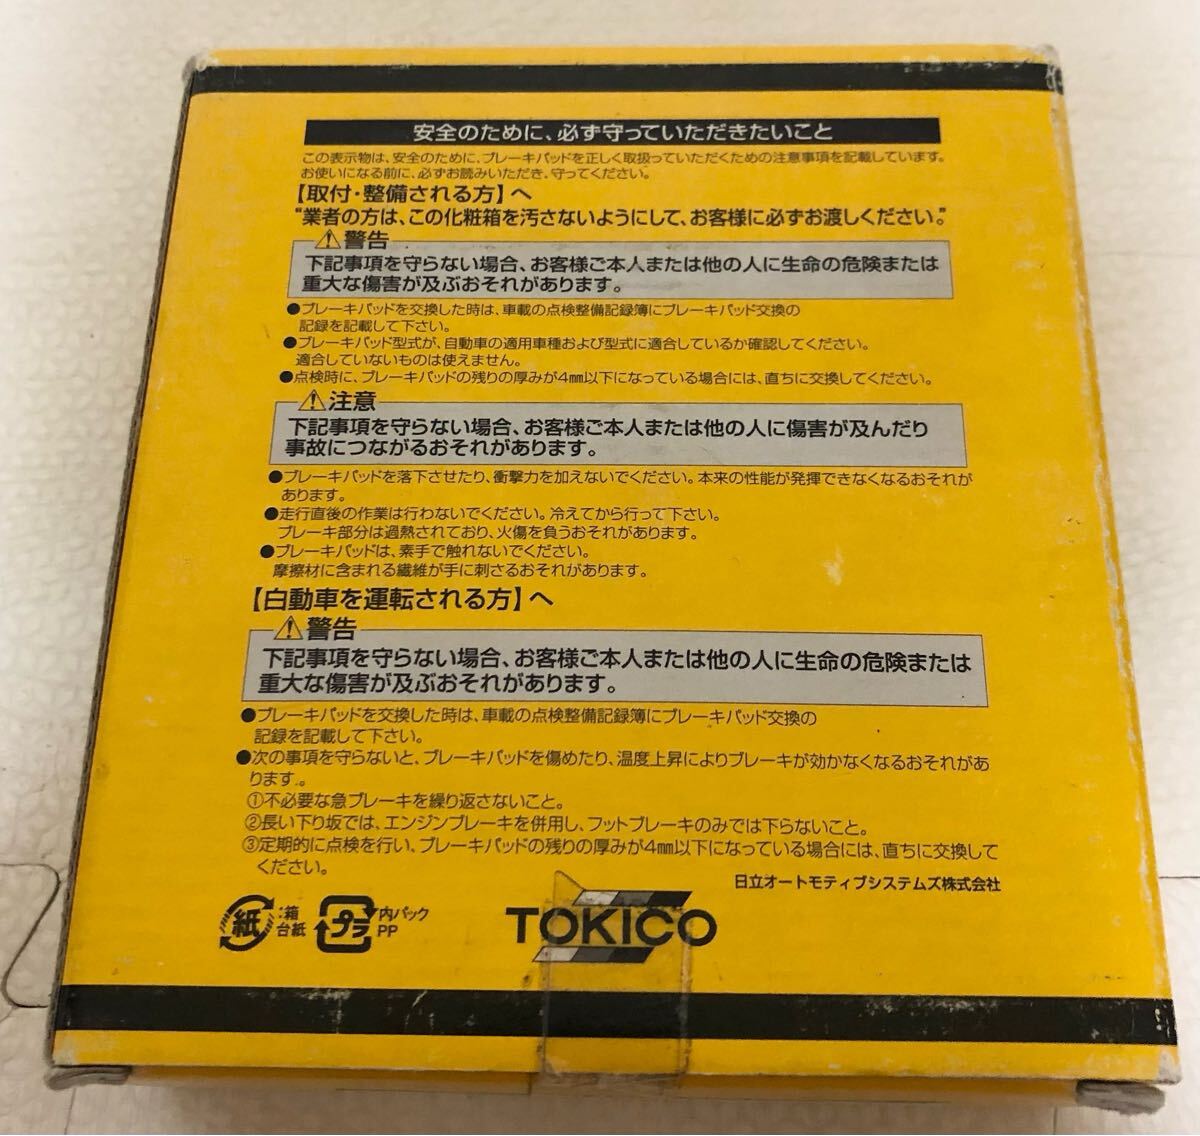 安全のために、必ず守っていただきたいこと
この表示物は、安全のために、ブレーキパッドを正しく取扱っていただくための注意事項を記載しています。
お使いになる前に、必ずお読みいただき、守ってください。
【取付・整備される方】へ
"業者の方は、この化粧箱を汚さないようにして、お客様に必ずお渡しください。"
警告
下記事項を守らない場合、お客様ご本人または他の人に生命の危険または
重大な傷害が及ぶおそれがあります。
●ブレーキパッドを交換した時は、車載の点検整備記録簿にブレーキパッド交換の
記録を記載して下さい。
●ブレーキパッド型式が、自動車の適用車種および型式に適合しているか確認してください。
適合していないものは使えません。
●点検時に、ブレーキパッドの残りの厚みが4mm以下になっている場合には、直ちに交換してください。
注意
下記事項を守らない場合、お客様ご本人または他の人に傷害が及んだり
事故につながるおそれがあります。
●ブレーキパッドを落下させたり、衝撃力を加えないでください。本来の性能が発揮できなくなるおそれが
あります。
●走行直後の作業は行わないでください。冷えてから行って下さい。
ブレーキ部分は過熱されており、火傷を負うおそれがあります。
●ブレーキパッドは、素手で触れないでください。
摩擦材に含まれる繊維が手に刺さるおそれがあります。
【自動車を運転される方】へ
警告
下記事項を守らない場合、お客様ご本人または他の人に生命の危険または
重大な傷害が及ぶおそれがあります。
●ブレーキパッドを交換した時は、車載の点検整備記録簿にブレーキパッド交換の
記録を記載して下さい。
●次の事項を守らないと、ブレーキパッドを傷めたり、温度上昇によりブレーキが効かなくなるおそれがあ
ります。
①不必要な急ブレーキを繰り返さないこと。
②長い下り坂では、エンジンブレーキを併用し、フットブレーキのみでは下らないこと。
③定期的に点検を行い、ブレーキパッドの残りの厚みが4mm以下になっている場合には、直ちに交換して
ください。
日立オートモティブシステムズ株式会社
紙 :箱
台紙
プラ 内パック
PP
TOKICO